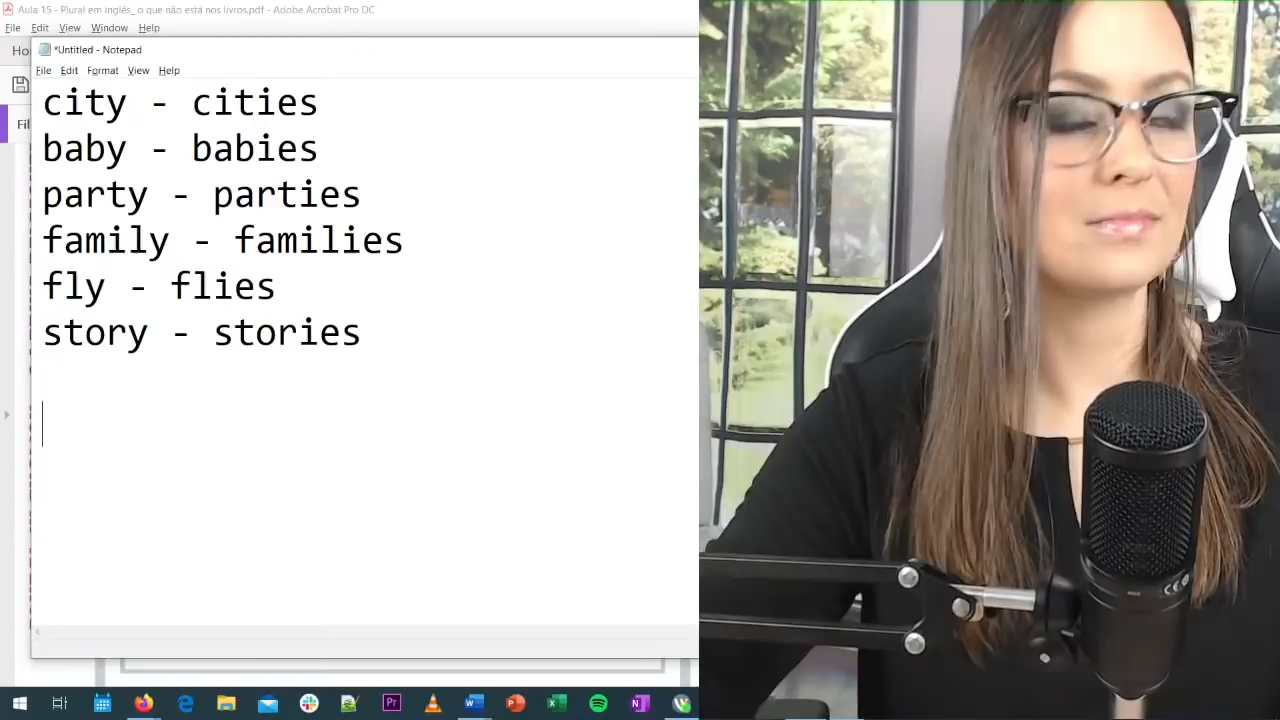 Aula 15 - Plural em inglês_ o que não está nos livros.pdf - Adobe Acrobat Pro DC
File Edit View Window Help
Ho
*Untitled - Notepad
File Edit Format View Help
Fil
city - cities
baby - babies
party - parties
family - families
fly - flies
story - stories